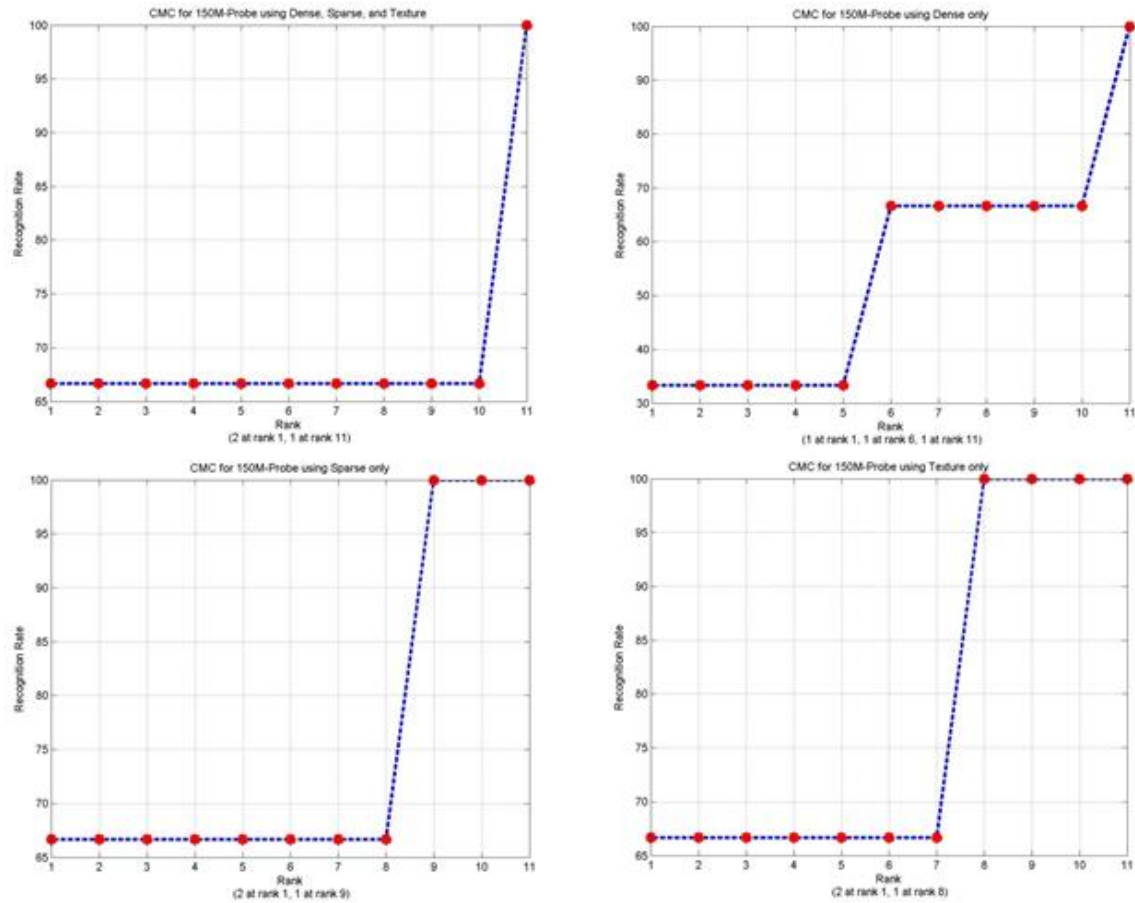 CMC for 150M-Probe using Dense, Sparse, and Texture
100
95
90
85
80
75
70
65
Recognition Rate
1 2 3 4 5 6 7 8 9 10 11
Rank
(2 at rank 1, 1 at rank 11)
CMC for 150M-Probe using Dense only
100
90
80
70
60
50
40
30
Recognition Rate
1 2 3 4 5 6 7 8 9 10 11
Rank
(1 at rank 1, 1 at rank 6, 1 at rank 11)
CMC for 150M-Probe using Sparse only
100
95
90
85
80
75
70
65
Recognition Rate
1 2 3 4 5 6 7 8 9 10 11
Rank
(2 at rank 1, 1 at rank 9)
CMC for 150M-Probe using Texture only
100
95
90
85
80
75
70
65
Recognition Rate
1 2 3 4 5 6 7 8 9 10 11
Rank
(2 at rank 1, 1 at rank 8)